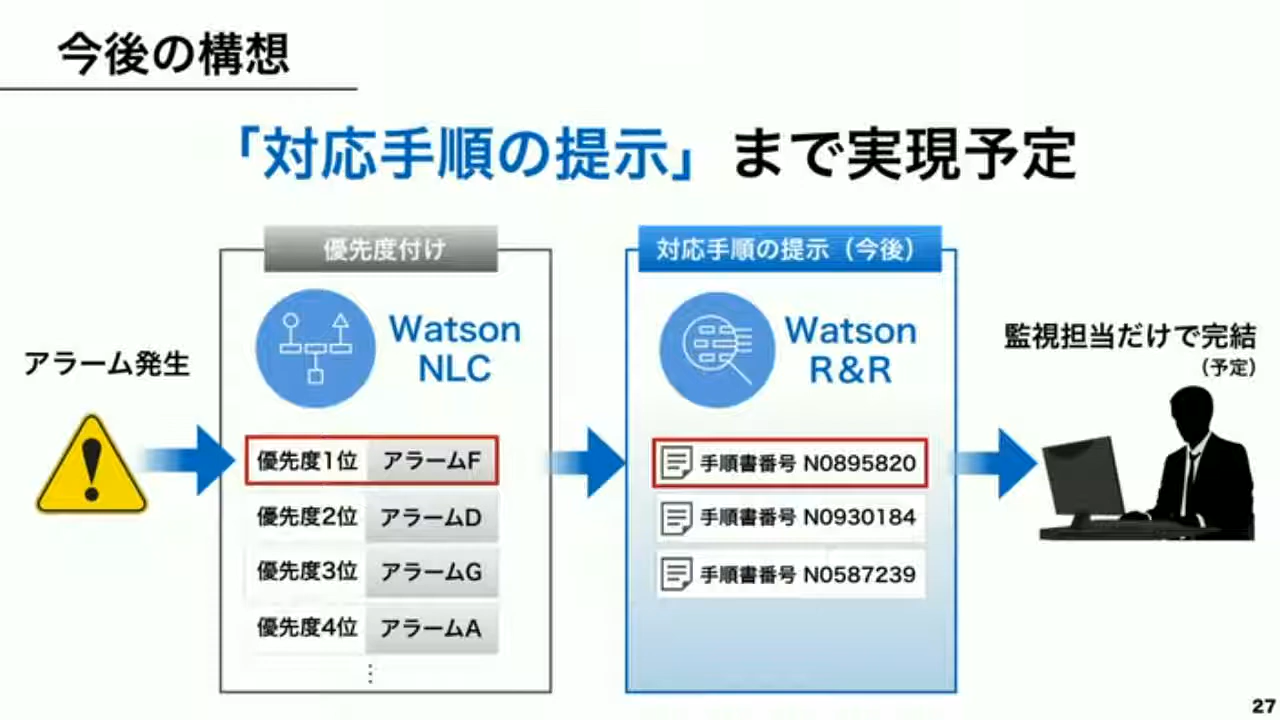 今後の構想
「対応手順の提示」まで実現予定
アラーム発生
優先度付け
Watson
NLC
優先度1位 アラームF
優先度2位 アラームD
優先度3位 アラームG
優先度4位 アラームA
⋮
対応手順の提示（今後）
Watson
R&R
手順書番号 N0895820
手順書番号 N0930184
手順書番号 N0587239
監視担当だけで完結
（予定）
27